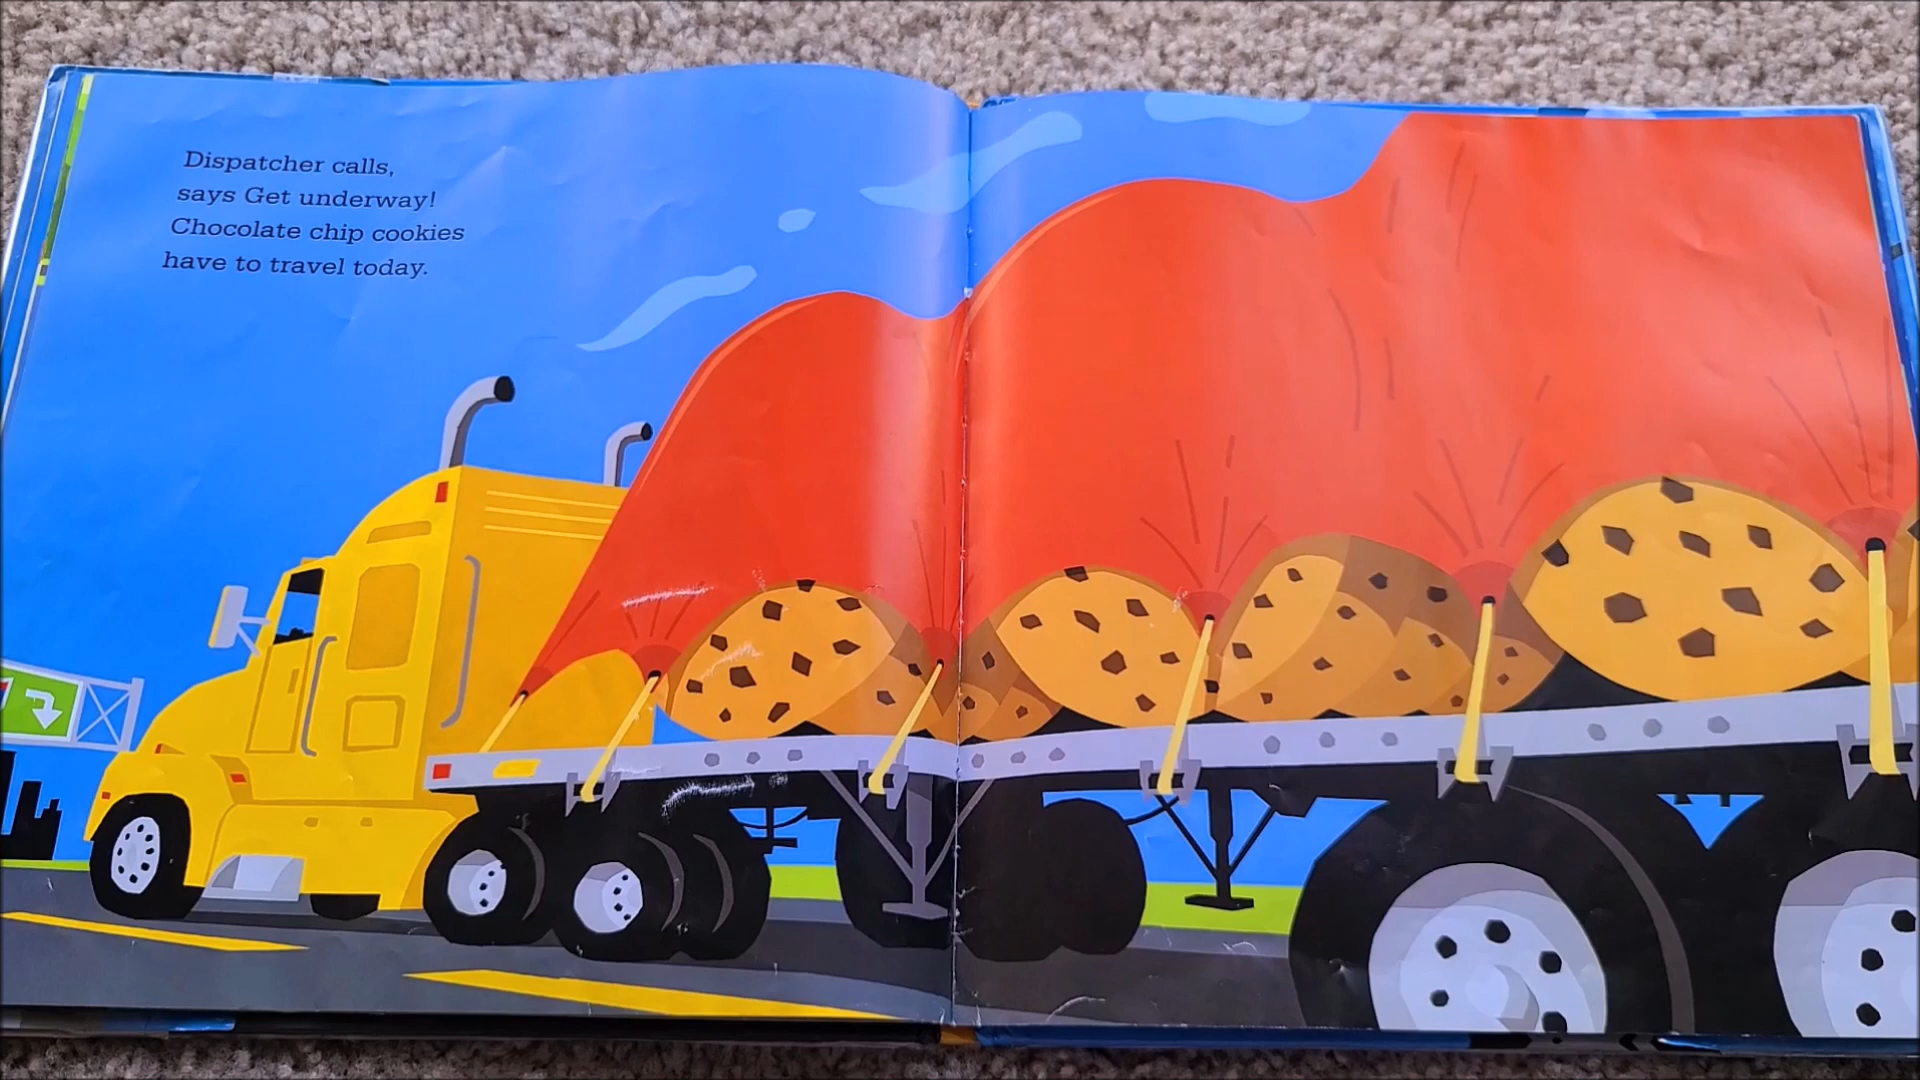 Dispatcher calls,
says Get underway!
Chocolate chip cookies
have to travel today.